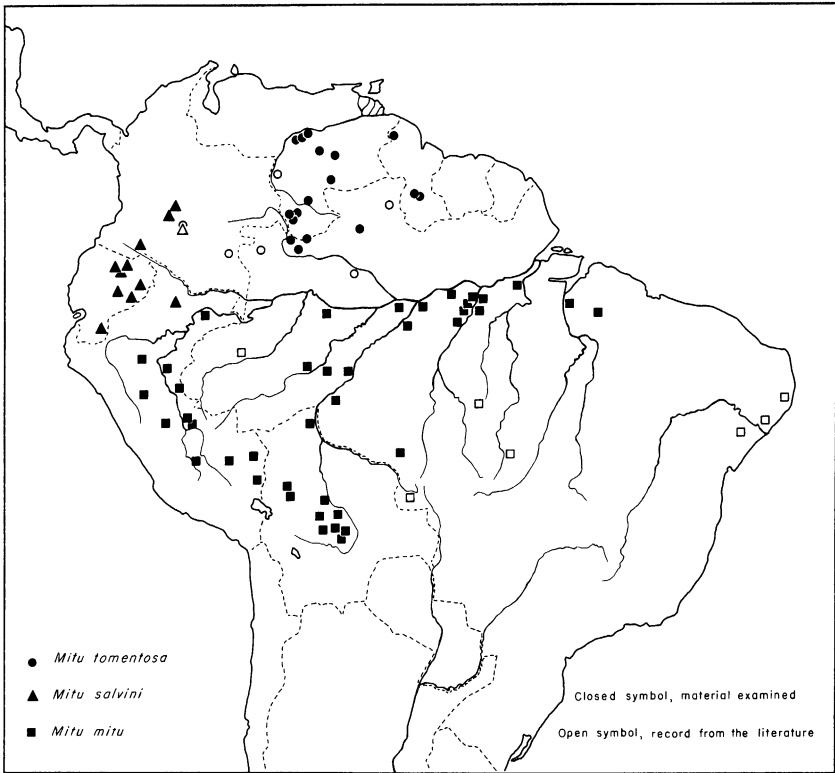 Mitu tomentosa
Mitu salvini
Mitu mitu
Closed symbol, material examined
Open symbol, record from the literature